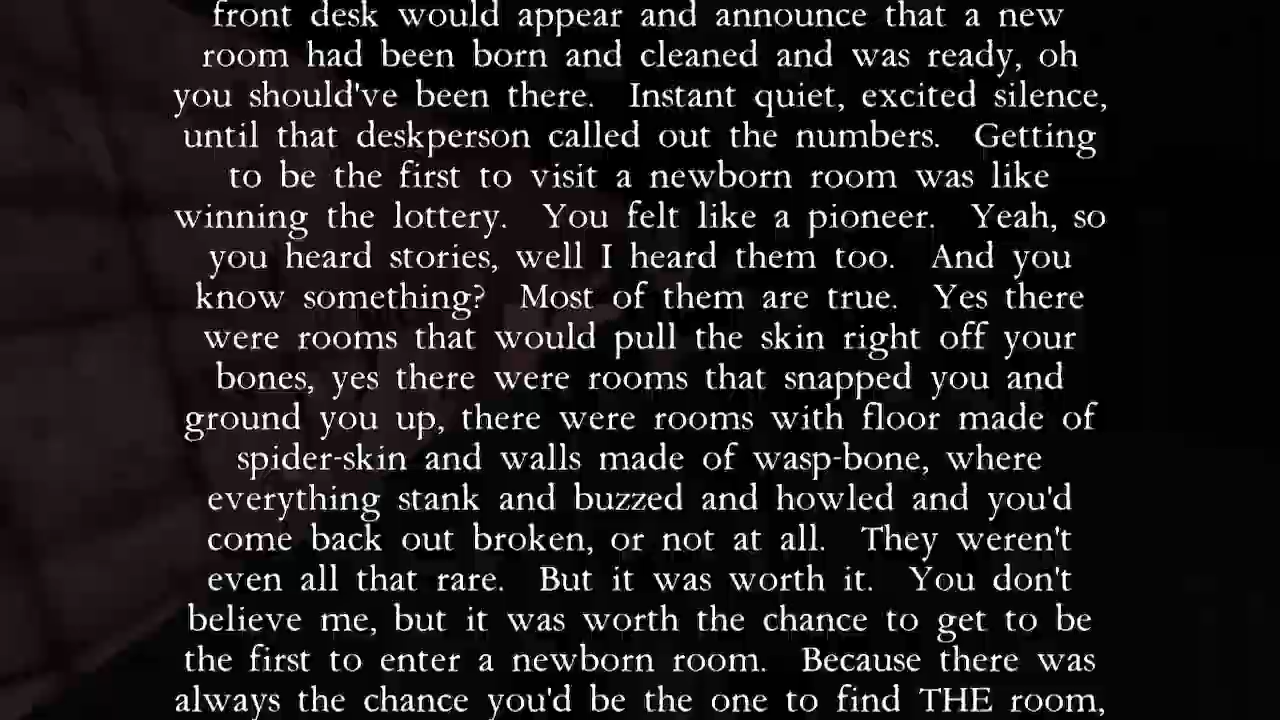 front desk would appear and announce that a new
room had been born and cleaned and was ready, oh
you should've been there.  Instant quiet, excited silence,
until that deskperson called out the numbers.  Getting
to be the first to visit a newborn room was like
winning the lottery.  You felt like a pioneer.  Yeah, so
you heard stories, well I heard them too.  And you
know something?  Most of them are true.  Yes there
were rooms that would pull the skin right off your
bones, yes there were rooms that snapped you and
ground you up, there were rooms with floor made of
spider-skin and walls made of wasp-bone, where
everything stank and buzzed and howled and you'd
come back out broken, or not at all.  They weren't
even all that rare.  But it was worth it.  You don't
believe me, but it was worth the chance to get to be
the first to enter a newborn room.  Because there was
always the chance you'd be the one to find THE room,